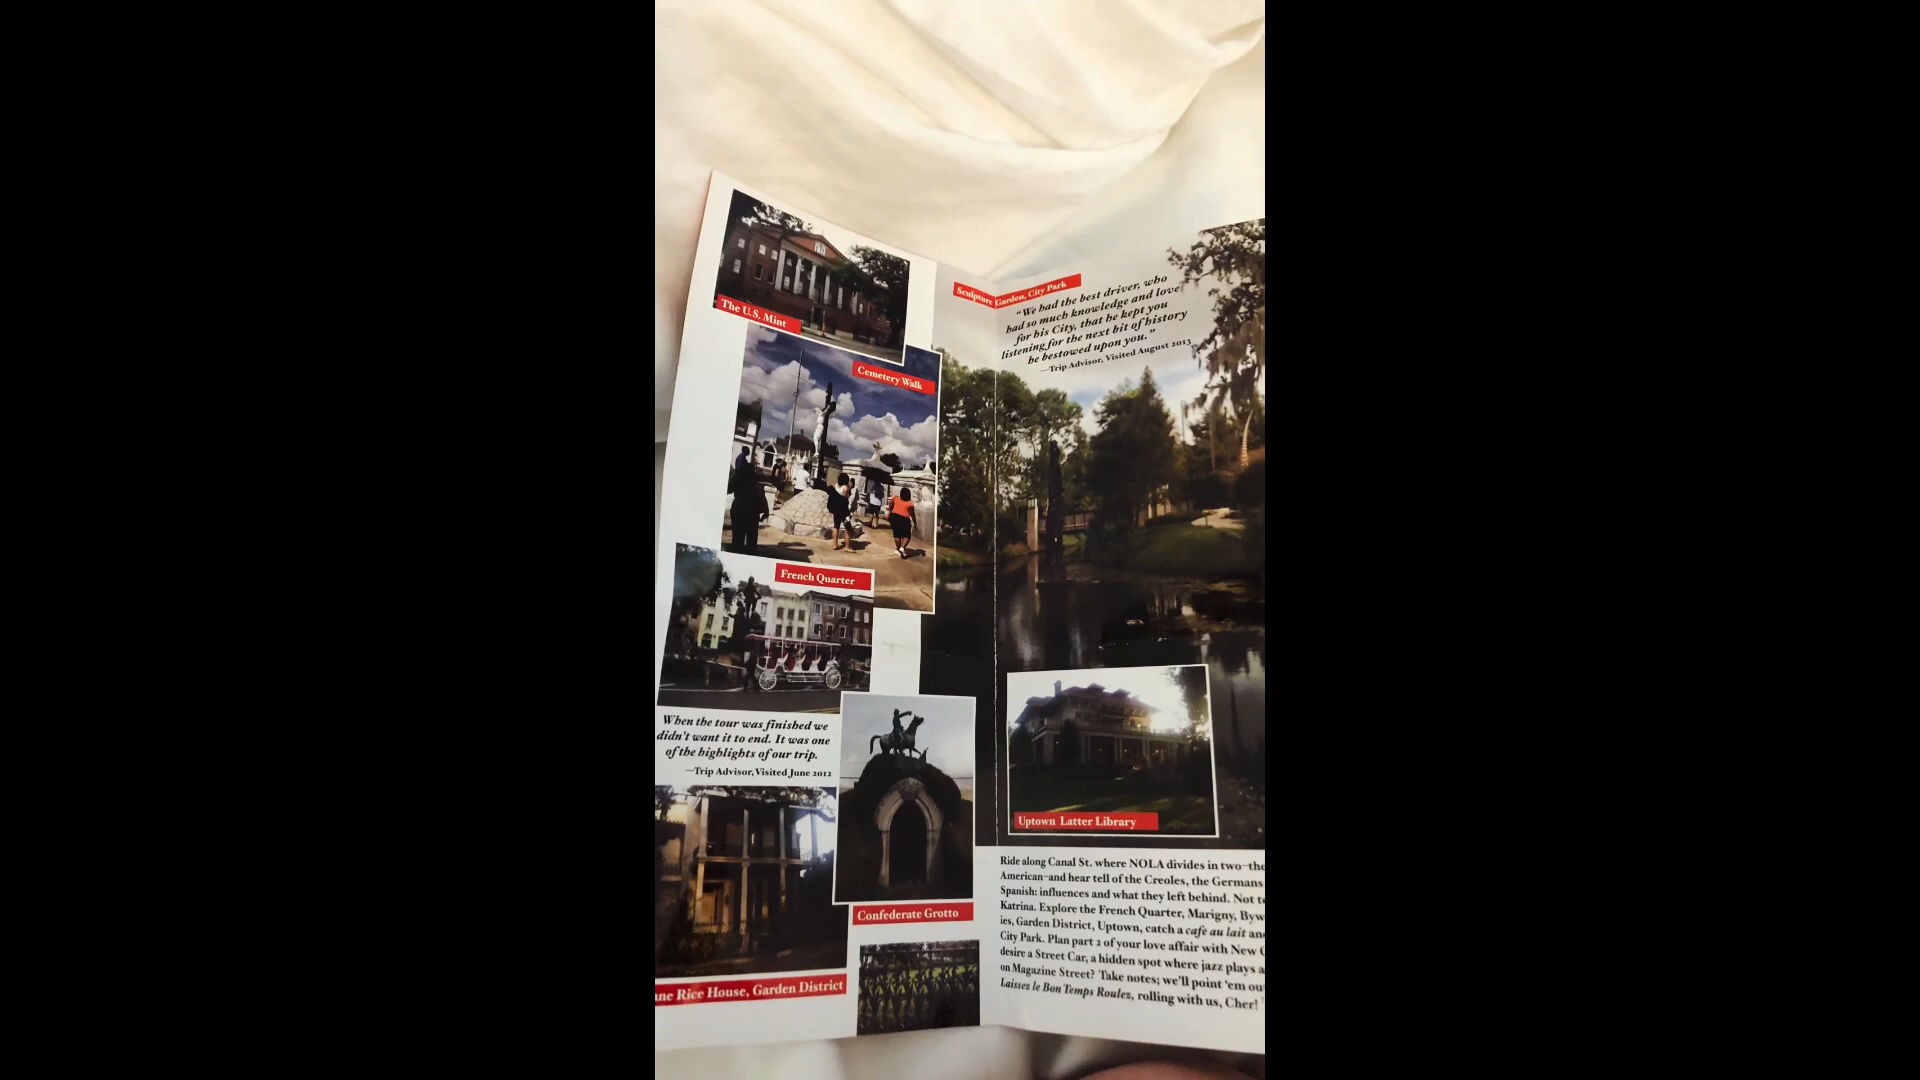 The U.S. Mint
Cemetery Walk
French Quarter
When the tour was finished we
didn't want it to end. It was one
of the highlights of our trip.
—Trip Advisor, Visited June 2012
Confederate Grotto
ne Rice House, Garden District
Sculpture Garden, City Park
“We had the best driver, who
had so much knowledge and love
for his City, that he kept you
listening for the next bit of history
he bestowed upon you.”
—Trip Advisor, Visited August 2013
Uptown Latter Library
Ride along Canal St. where NOLA divides in two—the
American—and hear tell of the Creoles, the Germans
Spanish: influences and what they left behind. Not t
Katrina. Explore the French Quarter, Marigny, Byw
ies, Garden District, Uptown, catch a cafe au lait an
City Park. Plan part 2 of your love affair with New
desire a Street Car, a hidden spot where jazz plays a
on Magazine Street? Take notes; we'll point 'em ou
Laissez le Bon Temps Roulez, rolling with us, Cher!